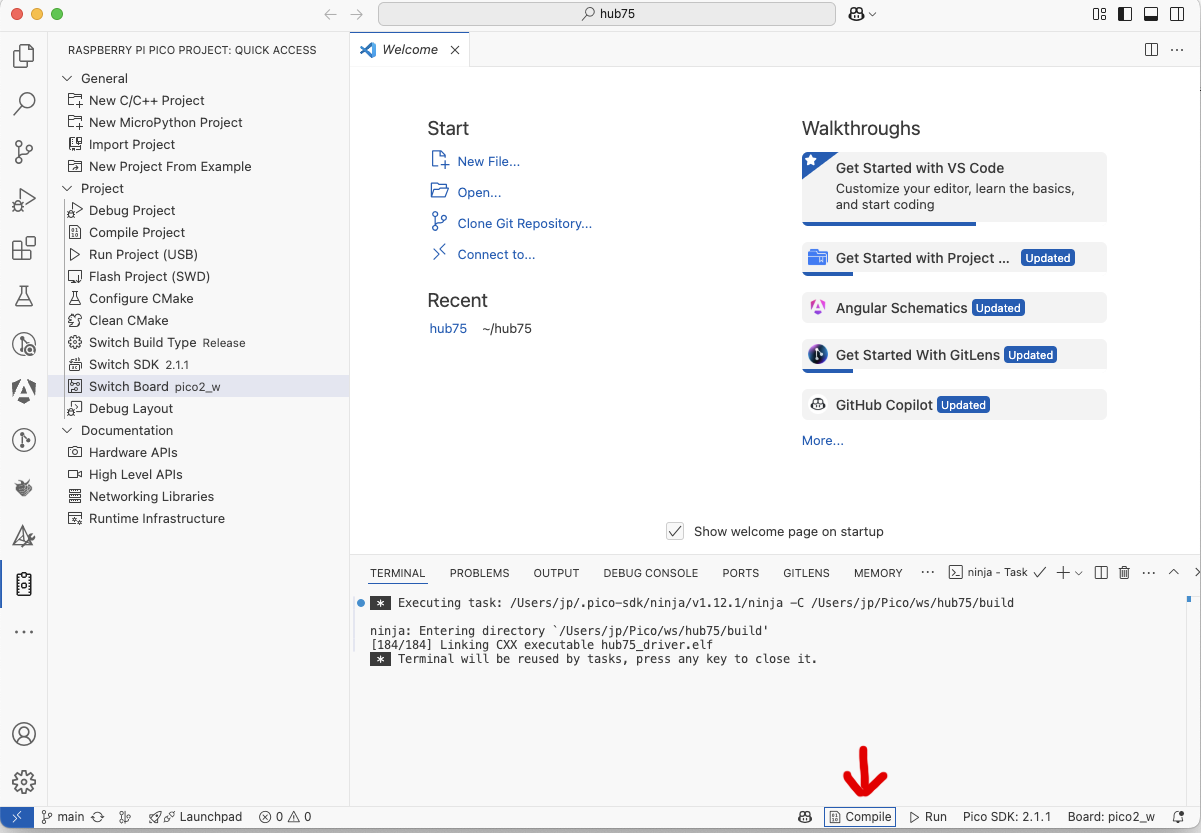 hub75
RASPBERRY PI PICO PROJECT: QUICK ACCESS
General
New C/C++ Project
New MicroPython Project
Import Project
New Project From Example
Project
Debug Project
Compile Project
Run Project (USB)
Flash Project (SWD)
Configure CMake
Clean CMake
Switch Build Type Release
Switch SDK 2.1.1
Switch Board pico2_w
Debug Layout
Documentation
Hardware APIs
High Level APIs
Networking Libraries
Runtime Infrastructure
Welcome
Start
New File...
Open...
Clone Git Repository...
Connect to...
Recent
hub75 ~/hub75
Walkthroughs
Get Started with VS Code
Customize your editor, learn the basics,
and start coding
Get Started with Project ... Updated
Angular Schematics Updated
Get Started With GitLens Updated
GitHub Copilot Updated
More...
Show welcome page on startup
TERMINAL PROBLEMS OUTPUT DEBUG CONSOLE PORTS GITLENS MEMORY ... ninja - Task
* Executing task: /Users/jp/.pico-sdk/ninja/v1.12.1/ninja -C /Users/jp/Pico/ws/hub75/build
ninja: Entering directory `/Users/jp/Pico/ws/hub75/build'
[184/184] Linking CXX executable hub75_driver.elf
* Terminal will be reused by tasks, press any key to close it.
main Launchpad 0 0 Compile Run Pico SDK: 2.1.1 Board: pico2_w